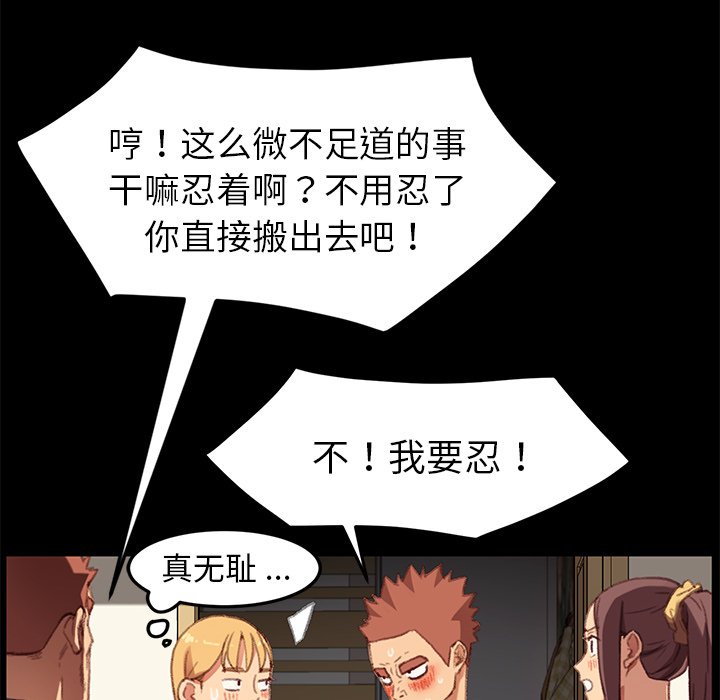 哼！这么微不足道的事
干嘛忍着啊？不用忍了
你直接搬出去吧！
不！我要忍！
真无耻...